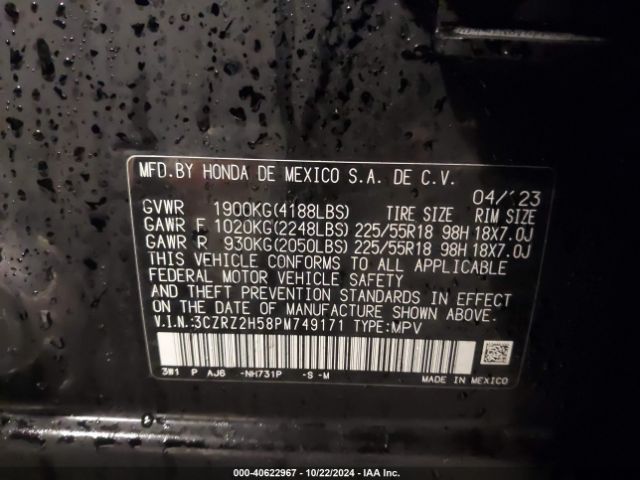 MFD.BY HONDA DE MEXICO S.A. DE C.V.
04/'23
GVWR 1900KG(4188LBS) TIRE SIZE RIM SIZE
GAWR F 1020KG(2248LBS) 225/55R18 98H 18X7.0J
GAWR R 930KG(2050LBS) 225/55R18 98H 18X7.0J
THIS VEHICLE CONFORMS TO ALL APPLICABLE
FEDERAL MOTOR VEHICLE SAFETY
AND THEFT PREVENTION STANDARDS IN EFFECT
ON THE DATE OF MANUFACTURE SHOWN ABOVE.
V.I.N.:3CZRZ2H58PM749171 TYPE:MPV
3W1 P AJ6 -NH731P -S -M
MADE IN MEXICO
000-40622967 - 10/22/2024 - IAA Inc.